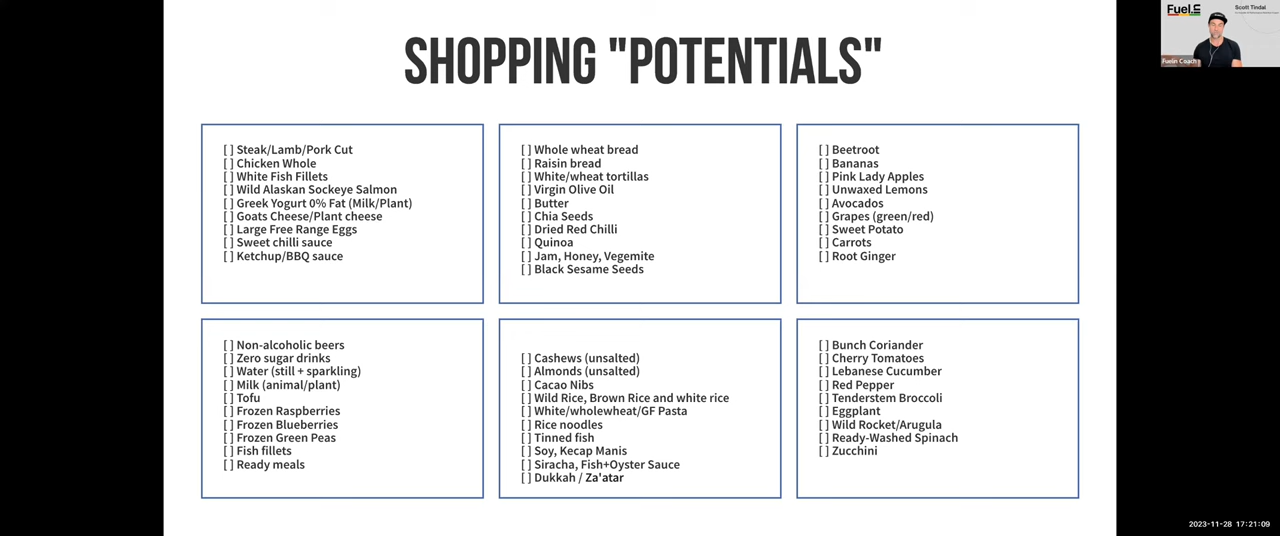 SHOPPING "POTENTIALS"
[ ] Steak/Lamb/Pork Cut
[ ] Chicken Whole
[ ] White Fish Fillets
[ ] Wild Alaskan Sockeye Salmon
[ ] Greek Yogurt 0% Fat (Milk/Plant)
[ ] Goats Cheese/Plant cheese
[ ] Large Free Range Eggs
[ ] Sweet chilli sauce
[ ] Ketchup/BBQ sauce
[ ] Whole wheat bread
[ ] Raisin bread
[ ] White/wheat tortillas
[ ] Virgin Olive Oil
[ ] Butter
[ ] Chia Seeds
[ ] Dried Red Chilli
[ ] Quinoa
[ ] Jam, Honey, Vegemite
[ ] Black Sesame Seeds
[ ] Beetroot
[ ] Bananas
[ ] Pink Lady Apples
[ ] Unwaxed Lemons
[ ] Avocados
[ ] Grapes (green/red)
[ ] Sweet Potato
[ ] Carrots
[ ] Root Ginger
[ ] Non-alcoholic beers
[ ] Zero sugar drinks
[ ] Water (still + sparkling)
[ ] Milk (animal/plant)
[ ] Tofu
[ ] Frozen Raspberries
[ ] Frozen Blueberries
[ ] Frozen Green Peas
[ ] Fish fillets
[ ] Ready meals
[ ] Cashews (unsalted)
[ ] Almonds (unsalted)
[ ] Cacao Nibs
[ ] Wild Rice, Brown Rice and white rice
[ ] White/wholewheat/GF Pasta
[ ] Rice noodles
[ ] Tinned fish
[ ] Soy, Kecap Manis
[ ] Siracha, Fish+Oyster Sauce
[ ] Dukkah / Za'atar
[ ] Bunch Coriander
[ ] Cherry Tomatoes
[ ] Lebanese Cucumber
[ ] Red Pepper
[ ] Tenderstem Broccoli
[ ] Eggplant
[ ] Wild Rocket/Arugula
[ ] Ready-Washed Spinach
[ ] Zucchini
Fuel.in
Scott Tindal
Fuelin Coach
2023-11-28 17:21:09